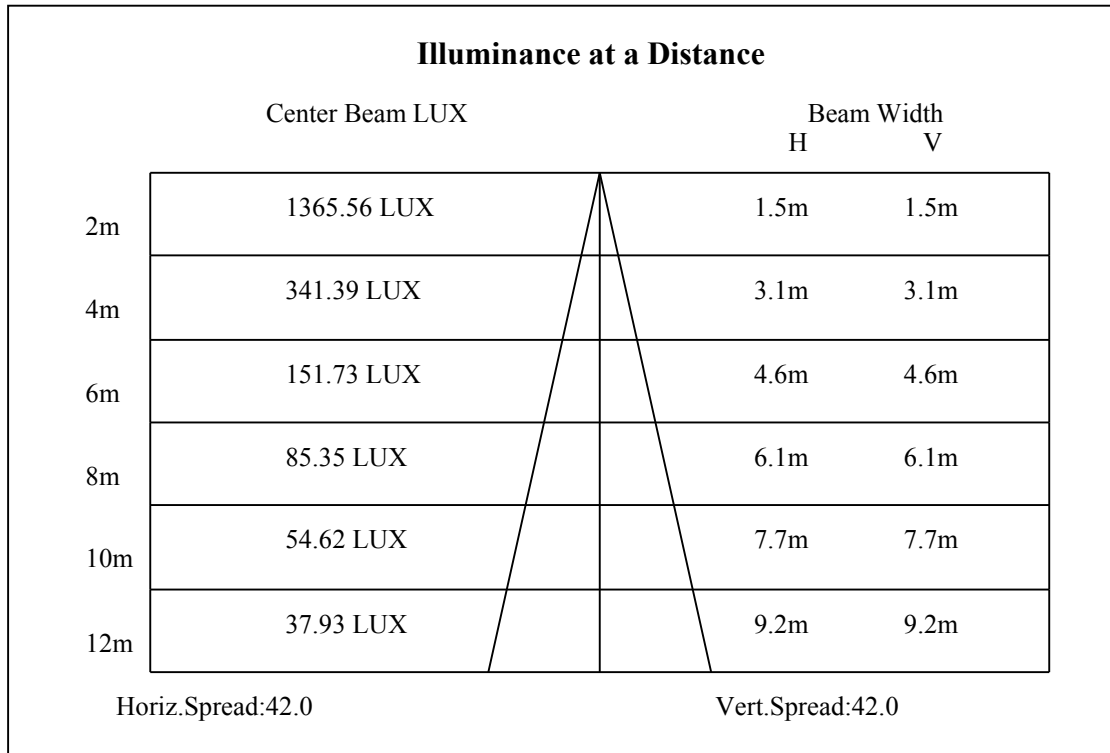 Illuminance at a Distance
Center Beam LUX Beam Width
H V
2m 1365.56 LUX 1.5m 1.5m
4m 341.39 LUX 3.1m 3.1m
6m 151.73 LUX 4.6m 4.6m
8m 85.35 LUX 6.1m 6.1m
10m 54.62 LUX 7.7m 7.7m
12m 37.93 LUX 9.2m 9.2m
Horiz.Spread:42.0 Vert.Spread:42.0